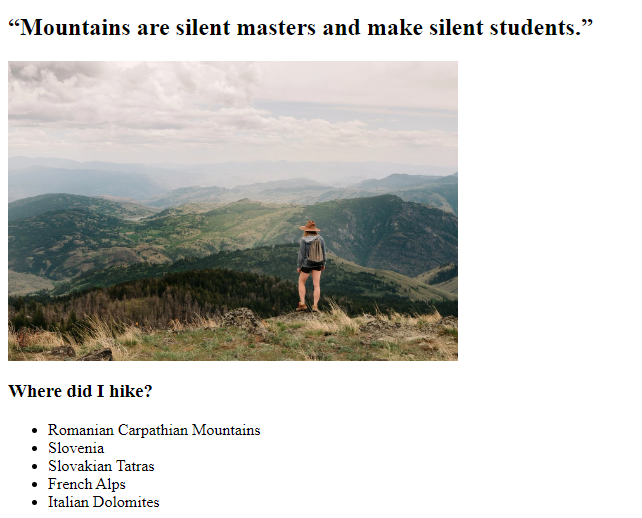 “Mountains are silent masters and make silent students.”
Where did I hike?
Romanian Carpathian Mountains
Slovenia
Slovakian Tatras
French Alps
Italian Dolomites